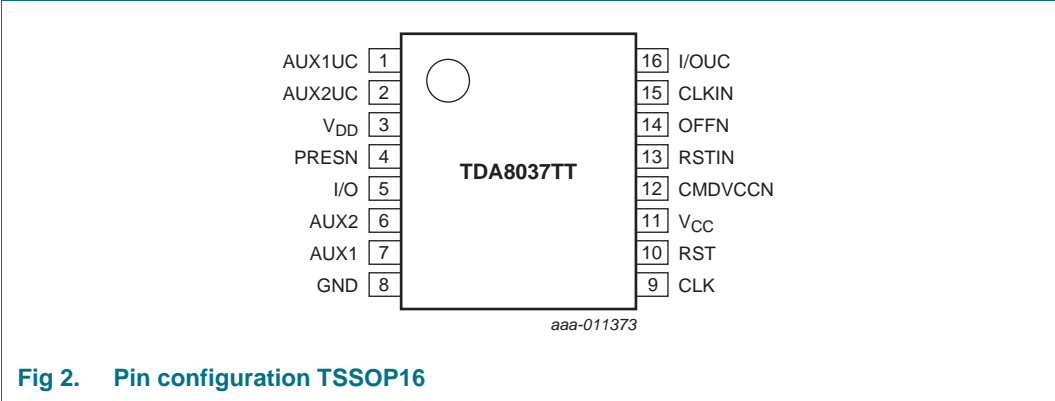 AUX1UC 1
AUX2UC 2
VDD 3
PRESN 4
I/O 5
AUX2 6
AUX1 7
GND 8
TDA8037TT
16 I/OUC
15 CLKIN
14 OFFN
13 RSTIN
12 CMDVCCN
11 VCC
10 RST
9 CLK
aaa-011373
Fig 2. Pin configuration TSSOP16